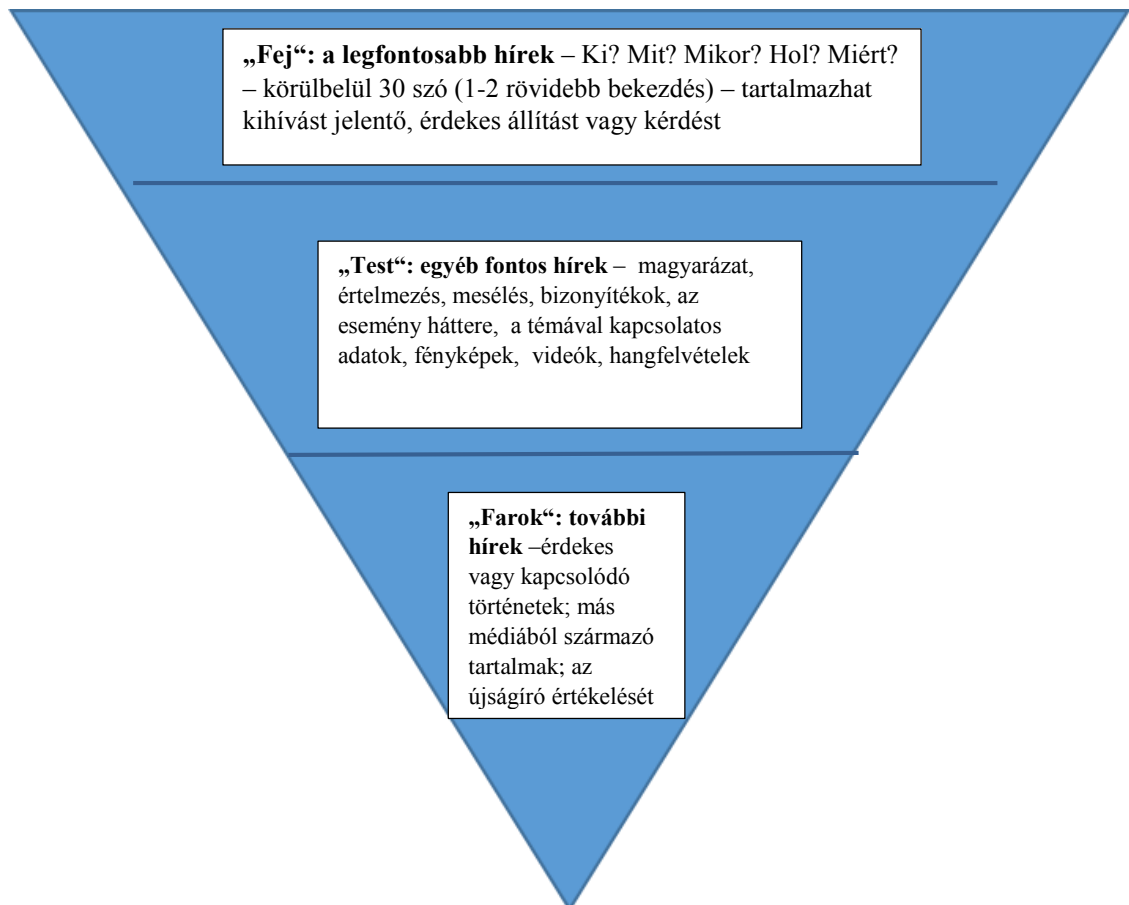 „Fej“: a legfontosabb hírek – Ki? Mit? Mikor? Hol? Miért?
– körülbelül 30 szó (1-2 rövidebb bekezdés) – tartalmazhat
kihívást jelentő, érdekes állítást vagy kérdést
„Test“: egyéb fontos hírek – magyarázat,
értelmezés, mesélés, bizonyítékok, az
esemény háttere, a témával kapcsolatos
adatok, fényképek, videók, hangfelvételek
„Farok“: további
hírek –érdekes
vagy kapcsolódó
történetek; más
médiából származó
tartalmak; az
újságíró értékelését